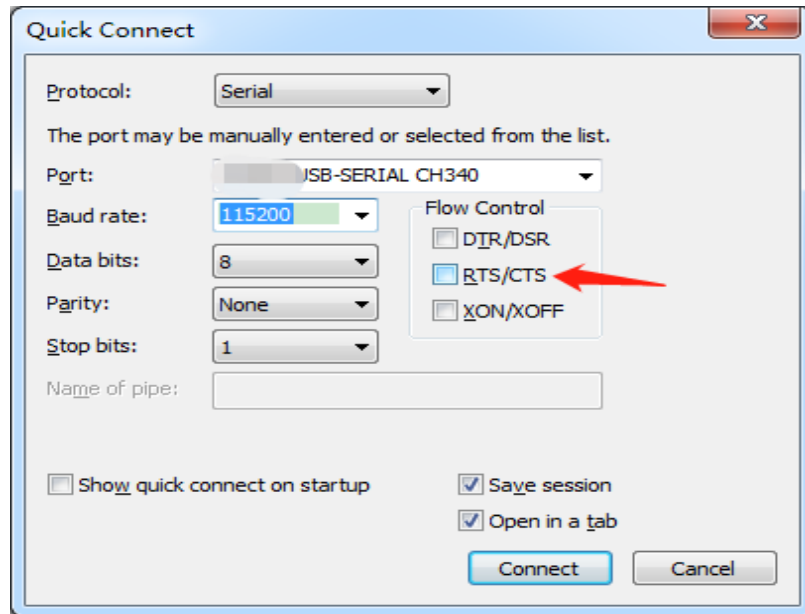 Quick Connect
Protocol: Serial
The port may be manually entered or selected from the list.
Port: USB-SERIAL CH340
Baud rate: 115200
Flow Control
DTR/DSR
Data bits: 8
RTS/CTS
Parity: None
XON/XOFF
Stop bits: 1
Name of pipe:
Show quick connect on startup
Save session
Open in a tab
Connect
Cancel